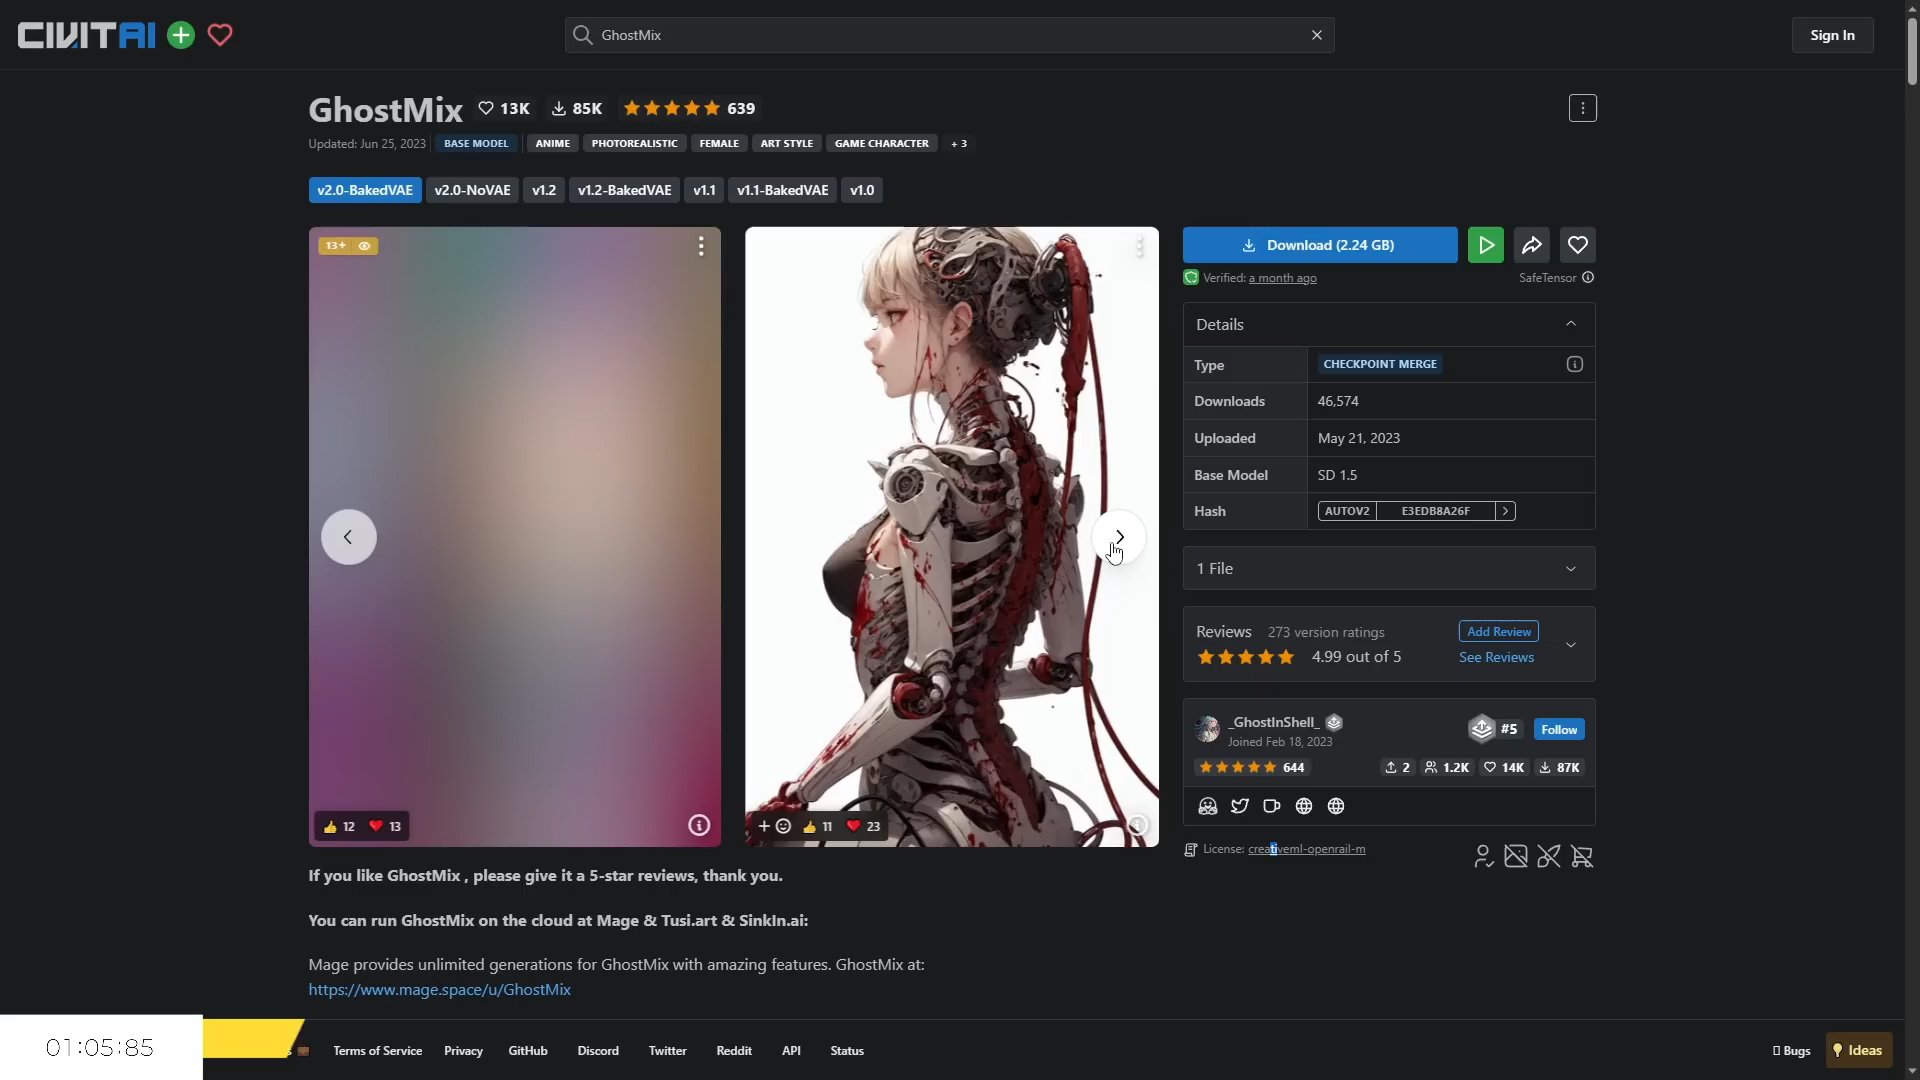 CIVITAI
GhostMix
Sign In
GhostMix 13K 85K 639
Updated: Jun 25, 2023 BASE MODEL ANIME PHOTOREALISTIC FEMALE ART STYLE GAME CHARACTER + 3
v2.0-BakedVAE v2.0-NoVAE v1.2 v1.2-BakedVAE v1.1 v1.1-BakedVAE v1.0
13+
12 13
11 23
Download (2.24 GB)
Verified: a month ago SafeTensor
Details
Type CHECKPOINT MERGE
Downloads 46,574
Uploaded May 21, 2023
Base Model SD 1.5
Hash AUTOV2 E3EDB8A26F
1 File
Reviews 273 version ratings Add Review
4.99 out of 5 See Reviews
_GhostInShell_ #5 Follow
Joined Feb 18, 2023
644 2 1.2K 14K 87K
License: creativeml-openrail-m
If you like GhostMix , please give it a 5-star reviews, thank you.
You can run GhostMix on the cloud at Mage & Tusi.art & SinkIn.ai:
Mage provides unlimited generations for GhostMix with amazing features. GhostMix at:
https://www.mage.space/u/GhostMix
01:05:85
Terms of Service Privacy GitHub Discord Twitter Reddit API Status
Bugs Ideas